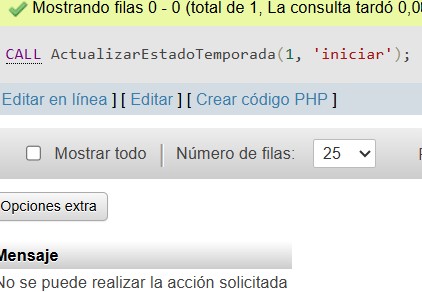 Mostrando filas 0 - 0 (total de 1, La consulta tardó 0,00
CALL ActualizarEstadoTemporada(1, 'iniciar');
Editar en línea ] [ Editar ] [ Crear código PHP ]
Mostrar todo Número de filas: 25
Opciones extra
Mensaje
No se puede realizar la acción solicitada